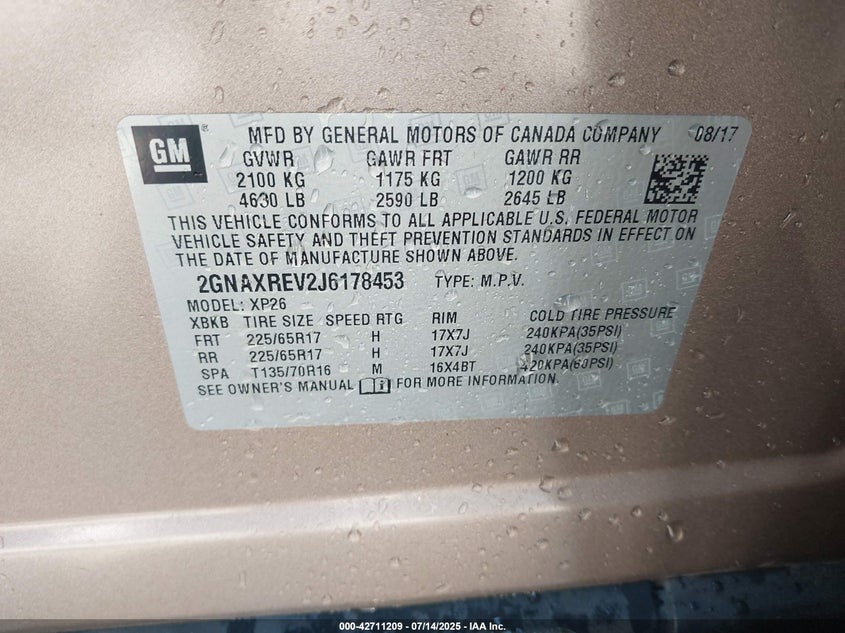 GM ® MFD BY GENERAL MOTORS OF CANADA COMPANY 08/17
GVWR GAWR FRT GAWR RR
2100 KG 1175 KG 1200 KG
4630 LB 2590 LB 2645 LB
THIS VEHICLE CONFORMS TO ALL APPLICABLE U.S. FEDERAL MOTOR
VEHICLE SAFETY AND THEFT PREVENTION STANDARDS IN EFFECT ON
THE DATE OF MANUFACTURE SHOWN ABOVE.
2GNAXREV2J6178453 TYPE: M.P.V.
MODEL: XP26
XBKB TIRE SIZE SPEED RTG RIM COLD TIRE PRESSURE
FRT 225/65R17 H 17X7J 240KPA(35PSI)
RR 225/65R17 H 17X7J 240KPA(35PSI)
SPA T135/70R16 M 16X4BT 420KPA(60PSI)
SEE OWNER'S MANUAL FOR MORE INFORMATION
000-42711209 - 07/14/2025 - IAA Inc.